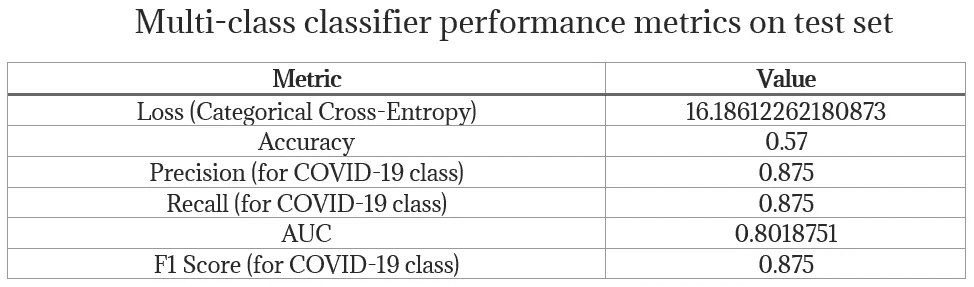 Multi-class classifier performance metrics on test set
Metric Value
Loss (Categorical Cross-Entropy) 16.18612262180873
Accuracy 0.57
Precision (for COVID-19 class) 0.875
Recall (for COVID-19 class) 0.875
AUC 0.8018751
F1 Score (for COVID-19 class) 0.875